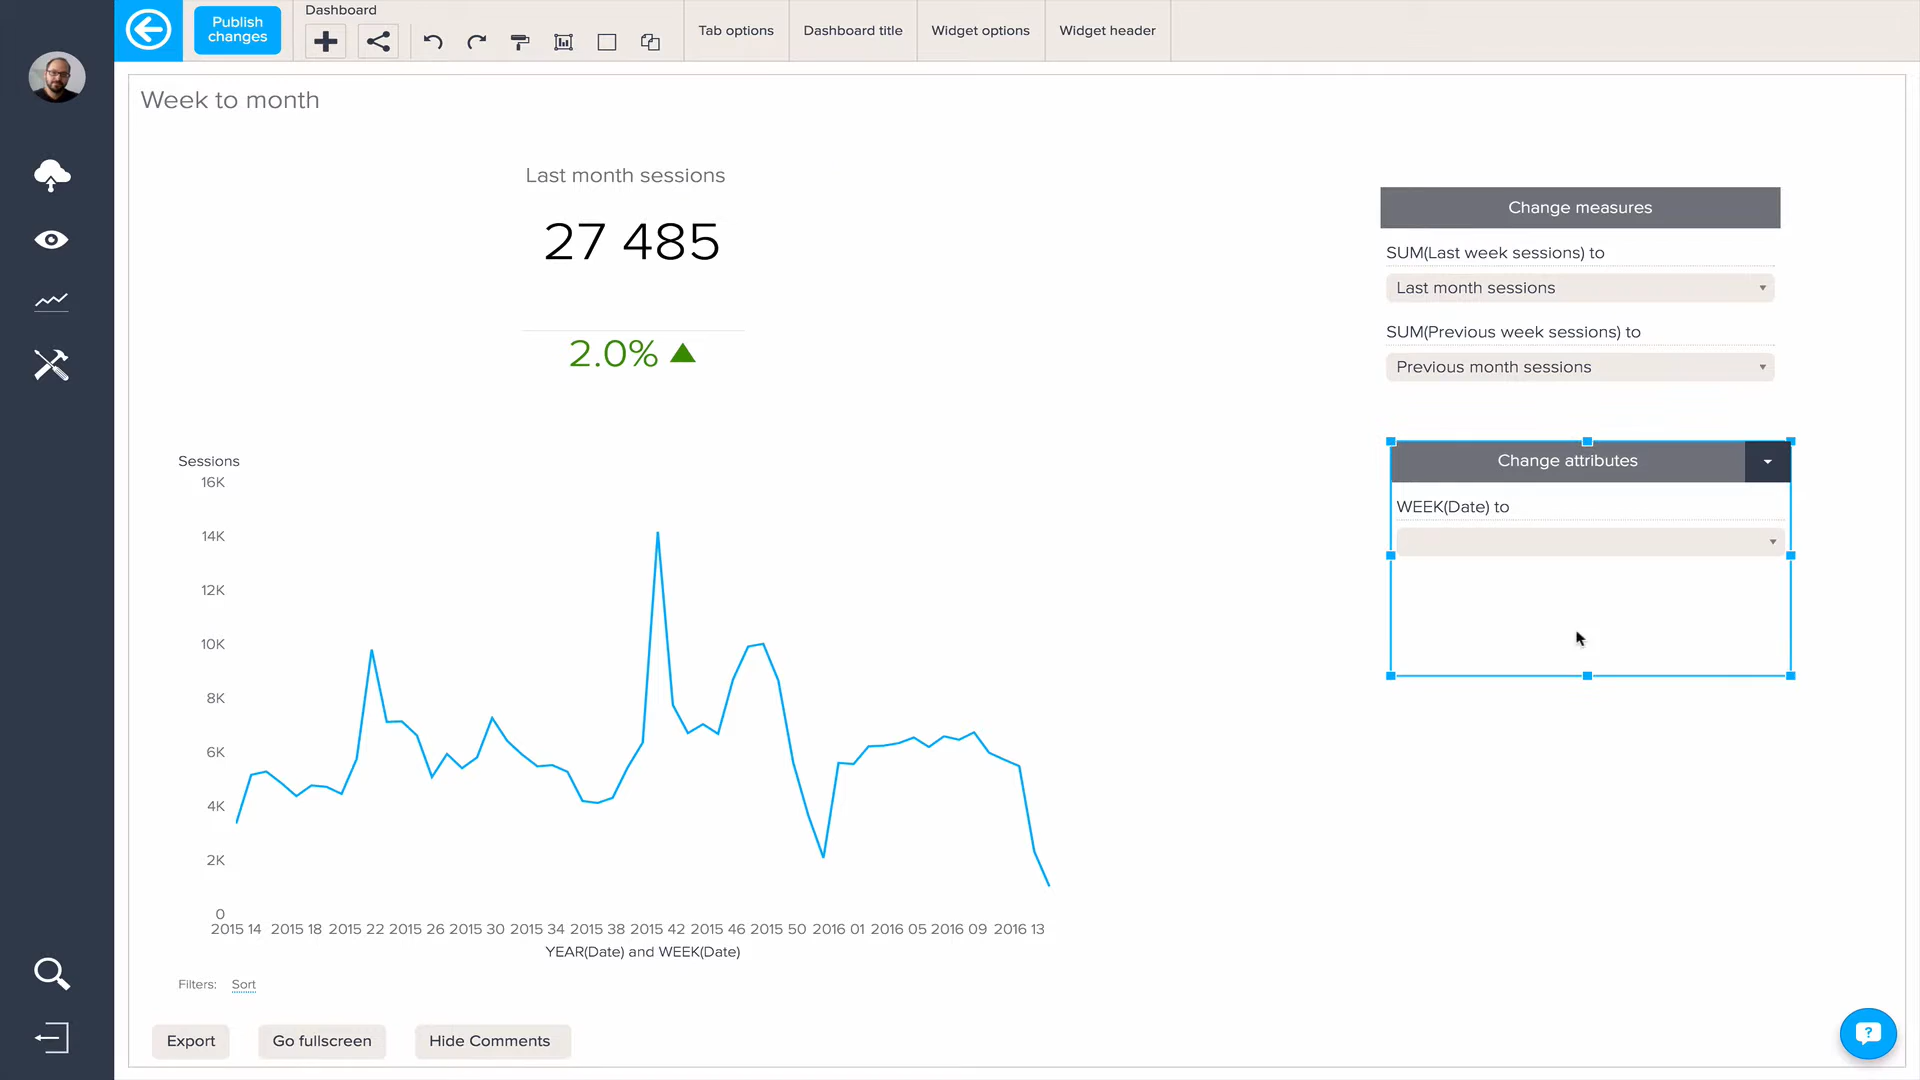 Publish
changes
Dashboard
Tab options
Dashboard title
Widget options
Widget header
Week to month
Last month sessions
27 485
2.0%
Change measures
SUM(Last week sessions) to
Last month sessions
SUM(Previous week sessions) to
Previous month sessions
Change attributes
WEEK(Date) to
Sessions
16K
14K
12K
10K
8K
6K
4K
2K
0
2015 14 2015 18 2015 22 2015 26 2015 30 2015 34 2015 38 2015 42 2015 46 2015 50 2016 01 2016 05 2016 09 2016 13
YEAR(Date) and WEEK(Date)
Filters: Sort
Export
Go fullscreen
Hide Comments
?